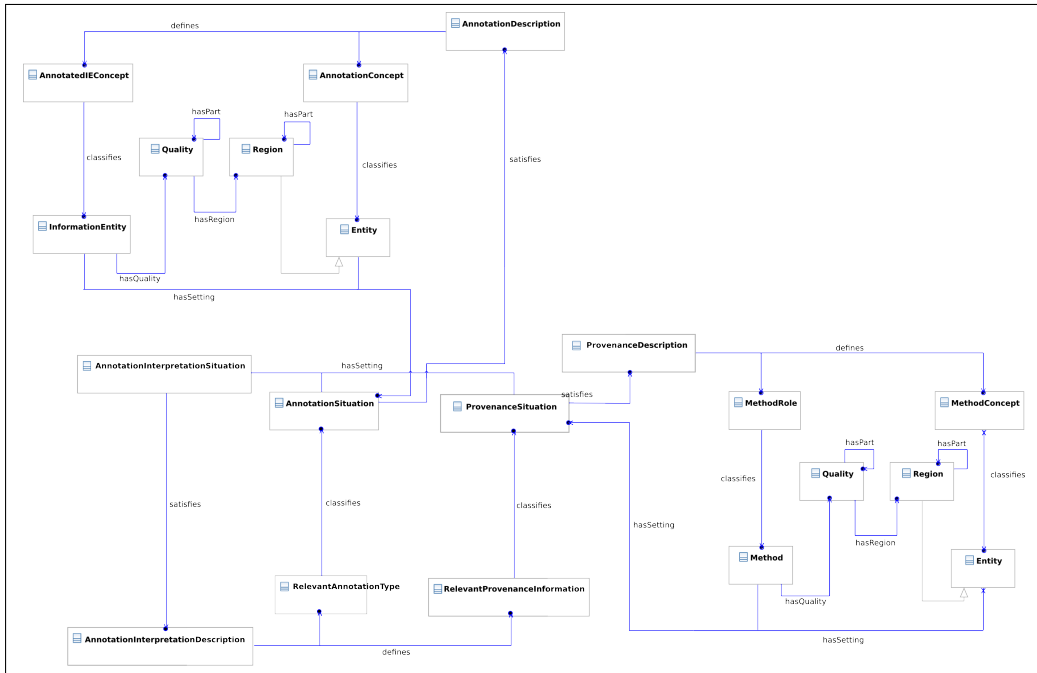 AnnotationDescription
defines
AnnotatedIEConcept
AnnotationConcept
hasPart
hasPart
Quality
Region
classifies
classifies
satisfies
hasRegion
InformationEntity
Entity
hasQuality
hasSetting
ProvenanceDescription
defines
AnnotationInterpretationSituation
hasSetting
satisfies
AnnotationSituation
ProvenanceSituation
MethodRole
MethodConcept
hasPart
hasPart
Quality
Region
classifies
classifies
satisfies
classifies
classifies
hasSetting
hasRegion
Method
Entity
RelevantAnnotationType
RelevantProvenanceInformation
hasQuality
AnnotationInterpretationDescription
defines
hasSetting